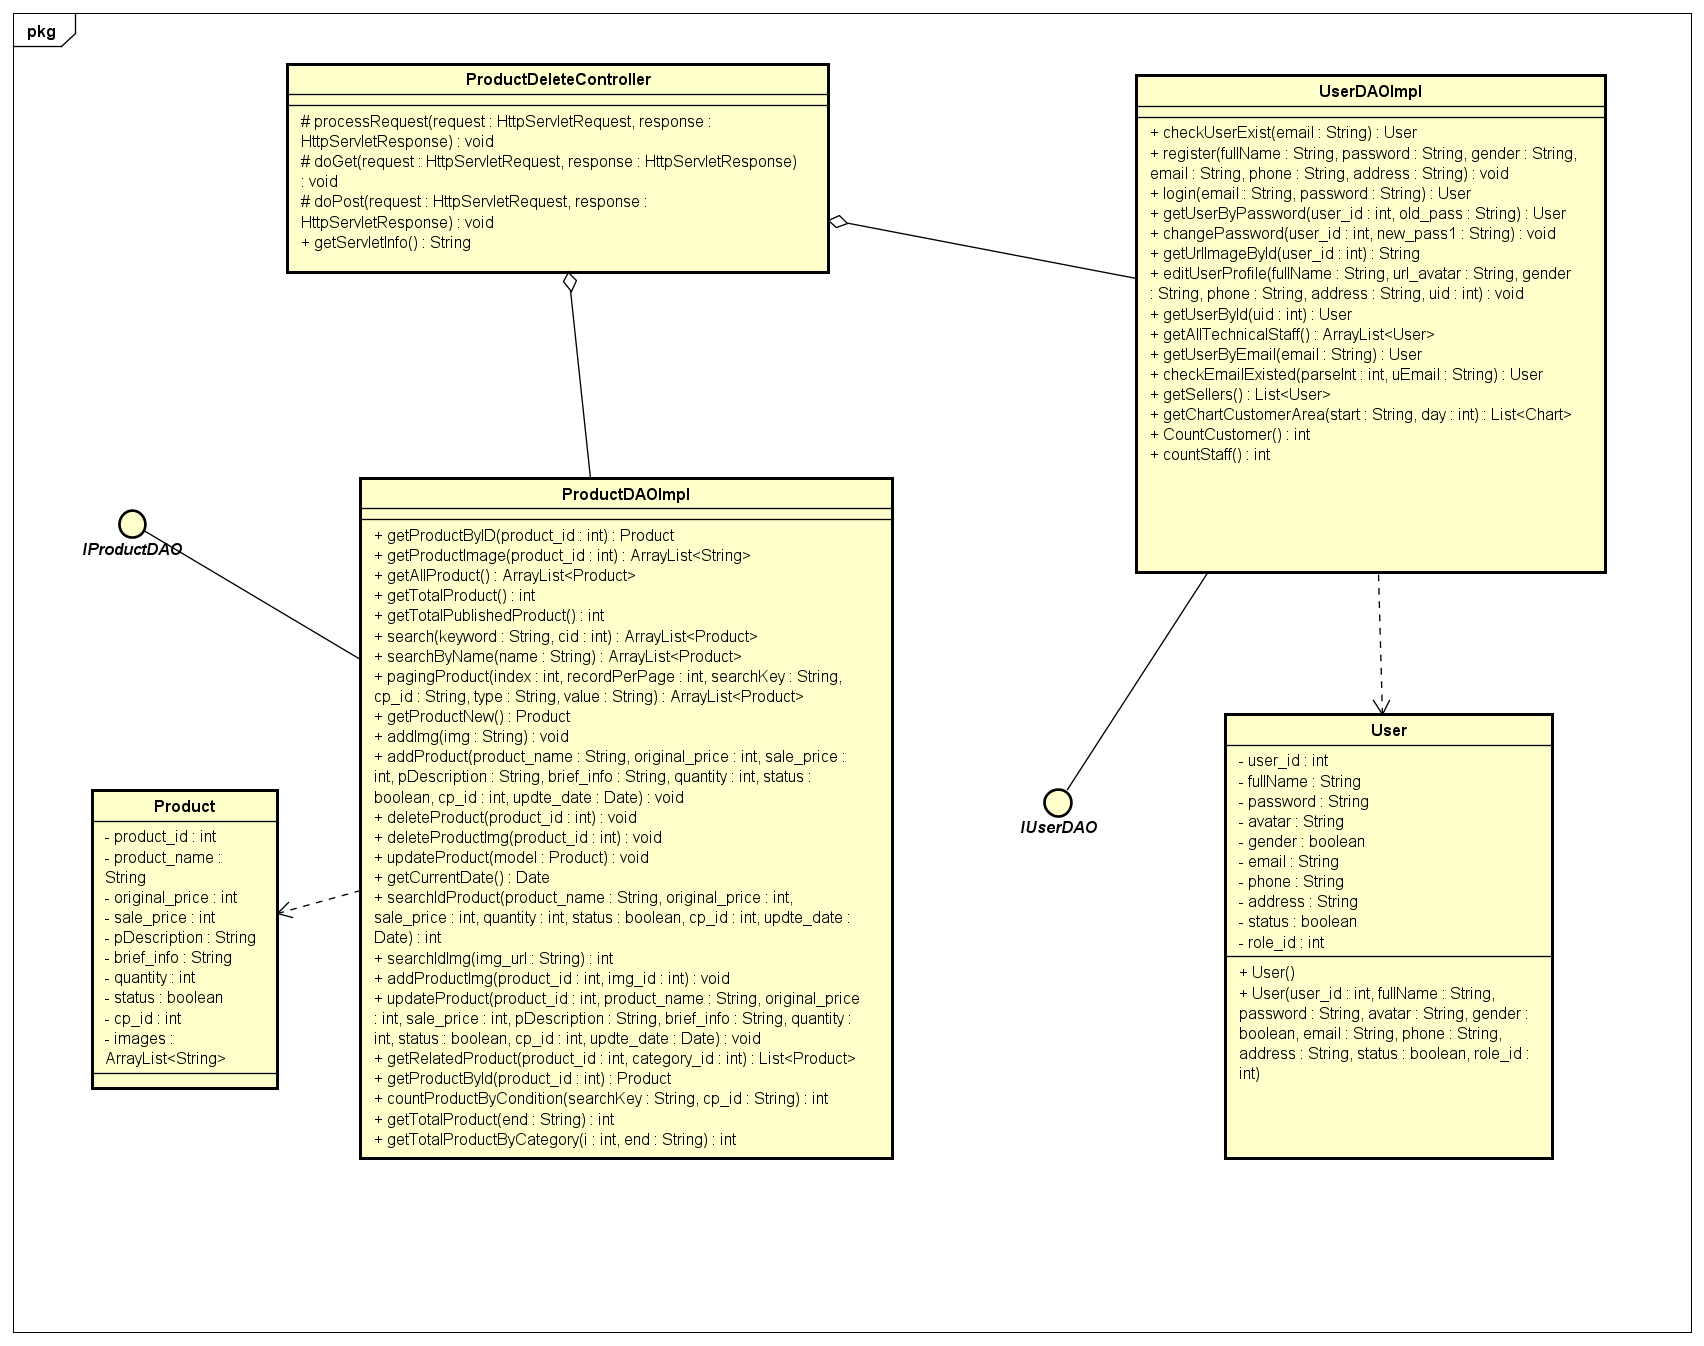 pkg
ProductDeleteController
# processRequest(request : HttpServletRequest, response :
HttpServletResponse) : void
# doGet(request : HttpServletRequest, response : HttpServletResponse)
: void
# doPost(request : HttpServletRequest, response :
HttpServletResponse) : void
+ getServletInfo() : String
UserDAOImpl
+ checkUserExist(email : String) : User
+ register(fullName : String, password : String, gender : String,
email : String, phone : String, address : String) : void
+ login(email : String, password : String) : User
+ getUserByPassword(user_id : int, old_pass : String) : User
+ changePassword(user_id : int, new_pass1 : String) : void
+ getUrlImageById(user_id : int) : String
+ editUserProfile(fullName : String, url_avatar : String, gender
: String, phone : String, address : String, uid : int) : void
+ getUserById(uid : int) : User
+ getAllTechnicalStaff() : ArrayList<User>
+ getUserByEmail(email : String) : User
+ checkEmailExisted(parseInt : int, uEmail : String) : User
+ getSellers() : List<User>
+ getChartCustomerArea(start : String, day : int) : List<Chart>
+ CountCustomer() : int
+ countStaff() : int
IProductDAO
ProductDAOImpl
+ getProductByID(product_id : int) : Product
+ getProductImage(product_id : int) : ArrayList<String>
+ getAllProduct() : ArrayList<Product>
+ getTotalProduct() : int
+ getTotalPublishedProduct() : int
+ search(keyword : String, cid : int) : ArrayList<Product>
+ searchByName(name : String) : ArrayList<Product>
+ pagingProduct(index : int, recordPerPage : int, searchKey : String,
cp_id : String, type : String, value : String) : ArrayList<Product>
+ getProductNew() : Product
+ addImg(img : String) : void
+ addProduct(product_name : String, original_price : int, sale_price :
int, pDescription : String, brief_info : String, quantity : int, status :
boolean, cp_id : int, updte_date : Date) : void
+ deleteProduct(product_id : int) : void
+ deleteProductImg(product_id : int) : void
+ updateProduct(model : Product) : void
+ getCurrentDate() : Date
+ searchIdProduct(product_name : String, original_price : int,
sale_price : int, quantity : int, status : boolean, cp_id : int, updte_date :
Date) : int
+ searchIdImg(img_url : String) : int
+ addProductImg(product_id : int, img_id : int) : void
+ updateProduct(product_id : int, product_name : String, original_price
: int, sale_price : int, pDescription : String, brief_info : String, quantity :
int, status : boolean, cp_id : int, updte_date : Date) : void
+ getRelatedProduct(product_id : int, category_id : int) : List<Product>
+ getProductById(product_id : int) : Product
+ countProductByCondition(searchKey : String, cp_id : String) : int
+ getTotalProduct(end : String) : int
+ getTotalProductByCategory(i : int, end : String) : int
Product
- product_id : int
- product_name :
String
- original_price : int
- sale_price : int
- pDescription : String
- brief_info : String
- quantity : int
- status : boolean
- cp_id : int
- images :
ArrayList<String>
IUserDAO
User
- user_id : int
- fullName : String
- password : String
- avatar : String
- gender : boolean
- email : String
- phone : String
- address : String
- status : boolean
- role_id : int
+ User()
+ User(user_id : int, fullName : String,
password : String, avatar : String, gender :
boolean, email : String, phone : String,
address : String, status : boolean, role_id :
int)